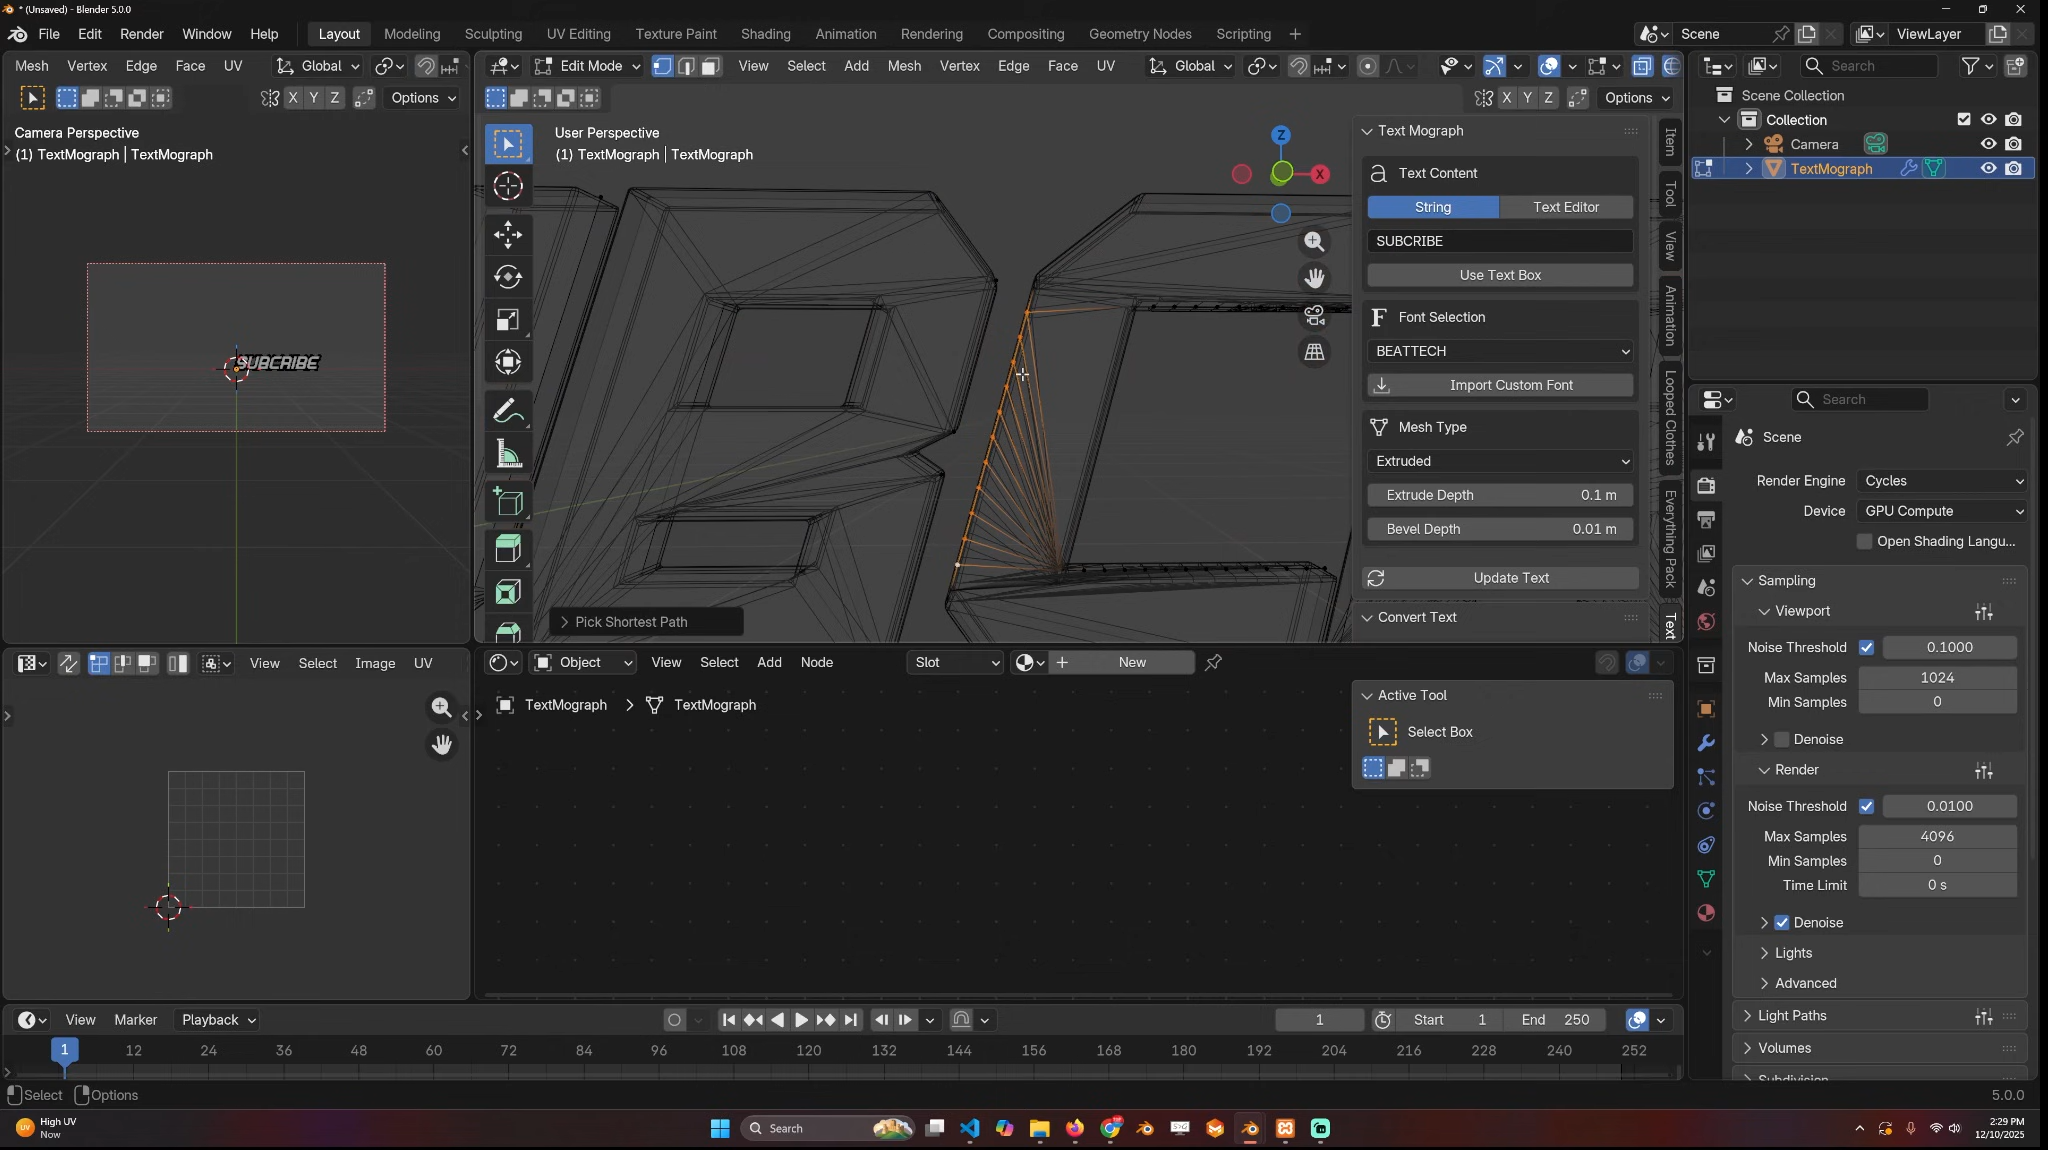 * (Unsaved) - Blender 5.0.0
File Edit Render Window Help Layout Modeling Sculpting UV Editing Texture Paint Shading Animation Rendering Compositing Geometry Nodes Scripting + Scene ViewLayer
Mesh Vertex Edge Face UV Global
Edit Mode View Select Add Mesh Vertex Edge Face UV Global
Search
X Y Z Options
X Y Z Options
Scene Collection
Collection
Camera
TextMograph
Camera Perspective
(1) TextMograph | TextMograph
SUBCRIBE
User Perspective
(1) TextMograph | TextMograph
Z
X
Pick Shortest Path
Text Mograph
Text Content
String Text Editor
SUBCRIBE
Use Text Box
Font Selection
BEATTECH
Import Custom Font
Mesh Type
Extruded
Extrude Depth 0.1 m
Bevel Depth 0.01 m
Update Text
Convert Text
Item
Tool
View
Animation
Looped Clothes
Everything Pack
Text
Search
Scene
Render Engine Cycles
Device GPU Compute
Open Shading Langu...
Sampling
Viewport
Noise Threshold 0.1000
Max Samples 1024
Min Samples 0
Denoise
Render
Noise Threshold 0.0100
Max Samples 4096
Min Samples 0
Time Limit 0 s
Denoise
Lights
Advanced
Light Paths
Volumes
Subdivision
View Select Image UV
Object View Select Add Node Slot New
TextMograph > TextMograph
Active Tool
Select Box
View Marker Playback
1 Start 1 End 250
1 12 24 36 48 60 72 84 96 108 120 132 144 156 168 180 192 204 216 228 240 252
Select Options
5.0.0
High UV
Now
Search
2:29 PM
12/10/2025